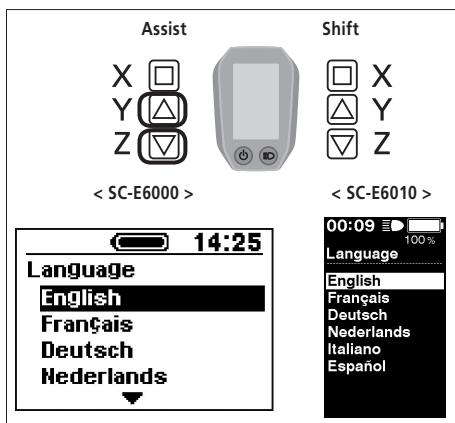 Assist Shift
X X
Y Y
Z Z
< SC-E6000 > < SC-E6010 >
14:25
Language
English
Français
Deutsch
Nederlands
00:09
100 %
Language
English
Français
Deutsch
Nederlands
Italiano
Español